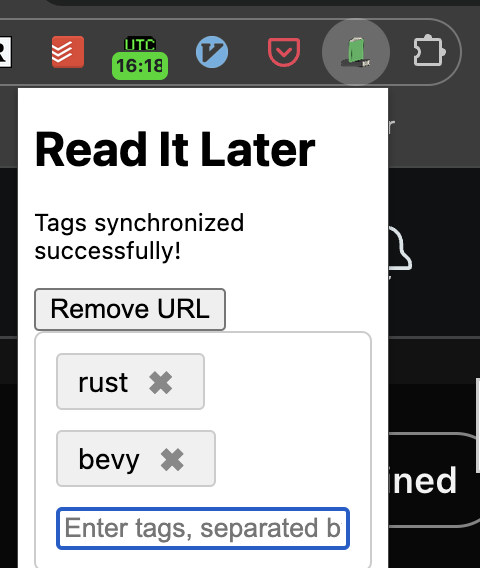 R
UTC
16:18
r
Read It Later
Tags synchronized
successfully!
Remove URL
rust ✖
bevy ✖
Enter tags, separated b
ined